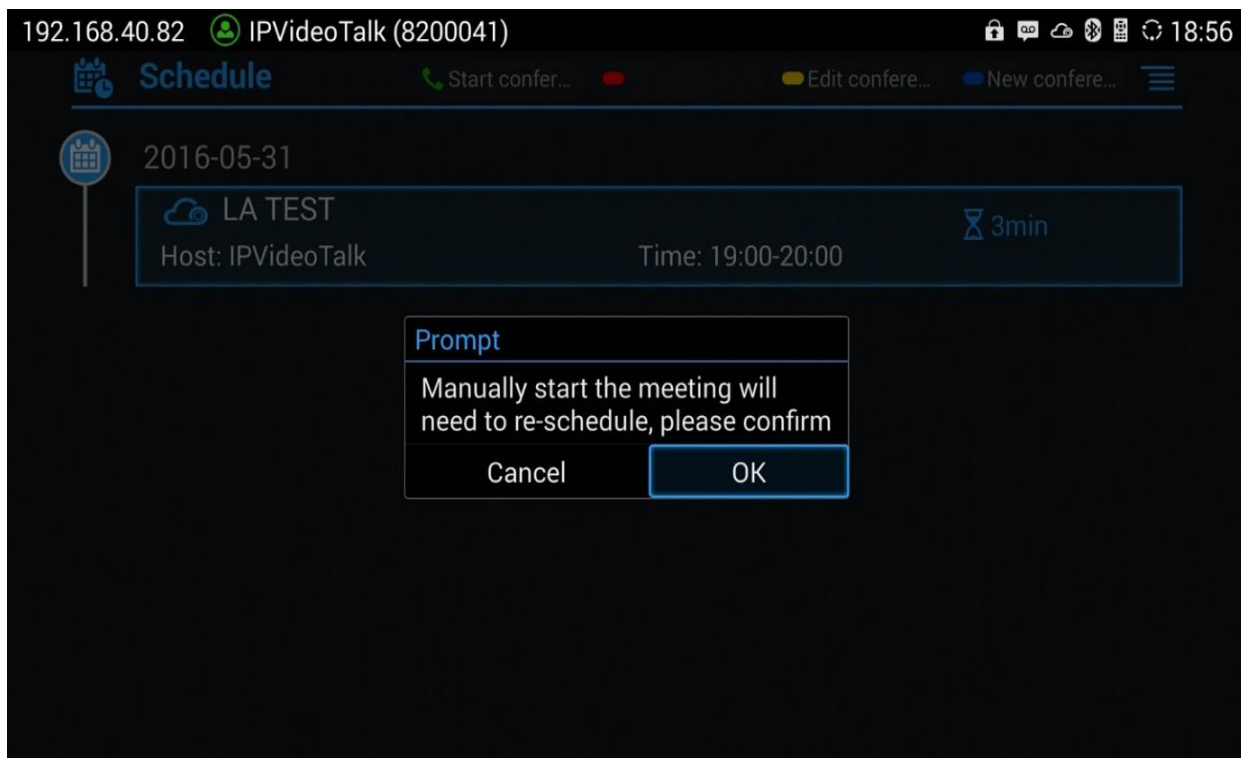 192.168.40.82 IPVideoTalk (8200041) 18:56
Schedule Start confer... Edit confere... New confere...
2016-05-31
LA TEST
3min
Host: IPVideoTalk Time: 19:00-20:00
Prompt
Manually start the meeting will
need to re-schedule, please confirm
Cancel OK